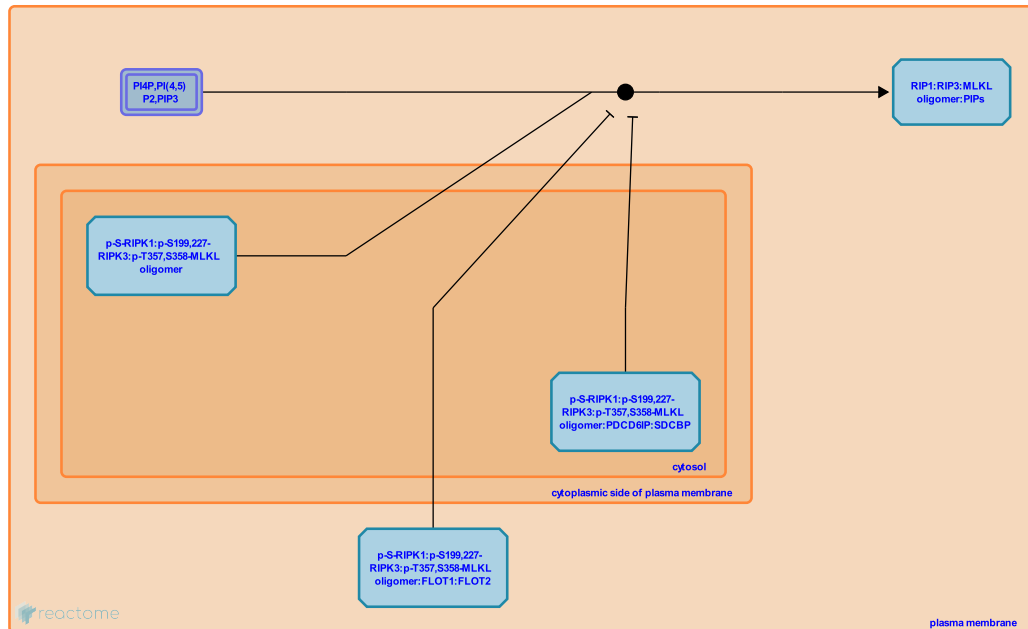 PI4P,PI(4,5)
P2,PIP3
RIP1:RIP3:MLKL
oligomer:PIPs
p-S-RIPK1:p-S199,227-
RIPK3:p-T357,S358-MLKL
oligomer
p-S-RIPK1:p-S199,227-
RIPK3:p-T357,S358-MLKL
oligomer:PDCD6IP:SDCBP
cytosol
cytoplasmic side of plasma membrane
p-S-RIPK1:p-S199,227-
RIPK3:p-T357,S358-MLKL
oligomer:FLOT1:FLOT2
reactome
plasma membrane